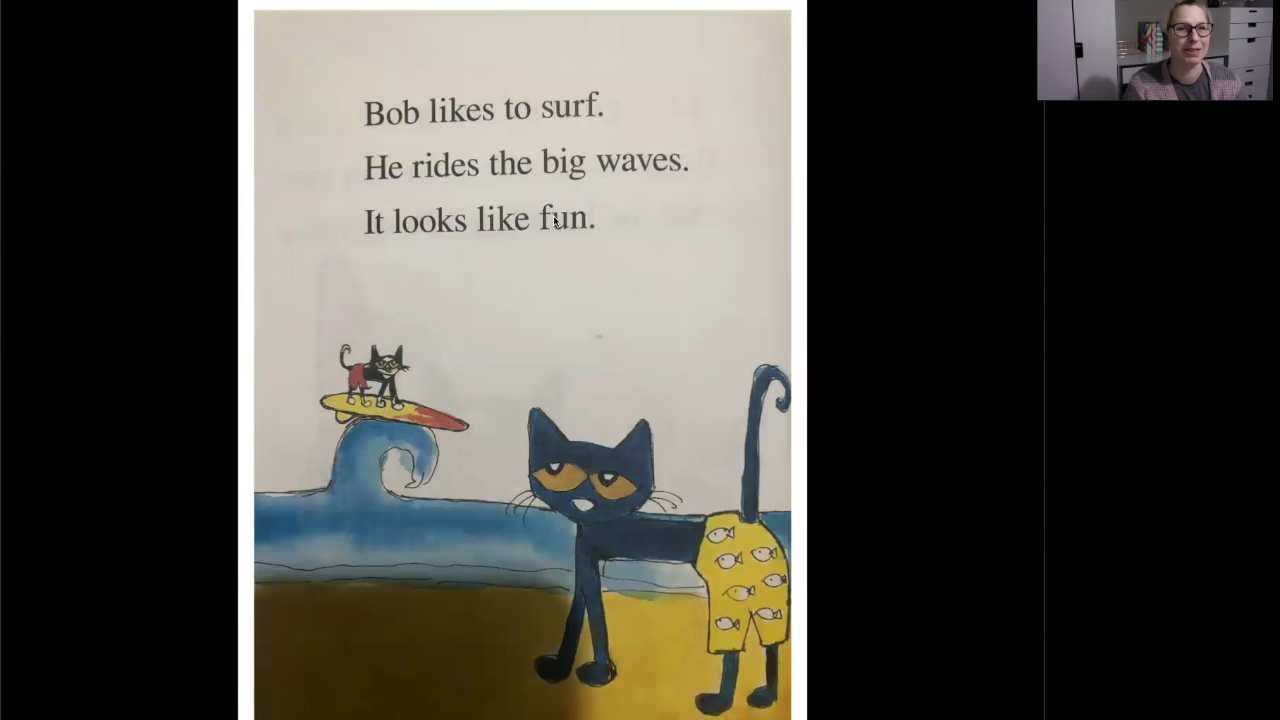 Bob likes to surf.
He rides the big waves.
It looks like fun.